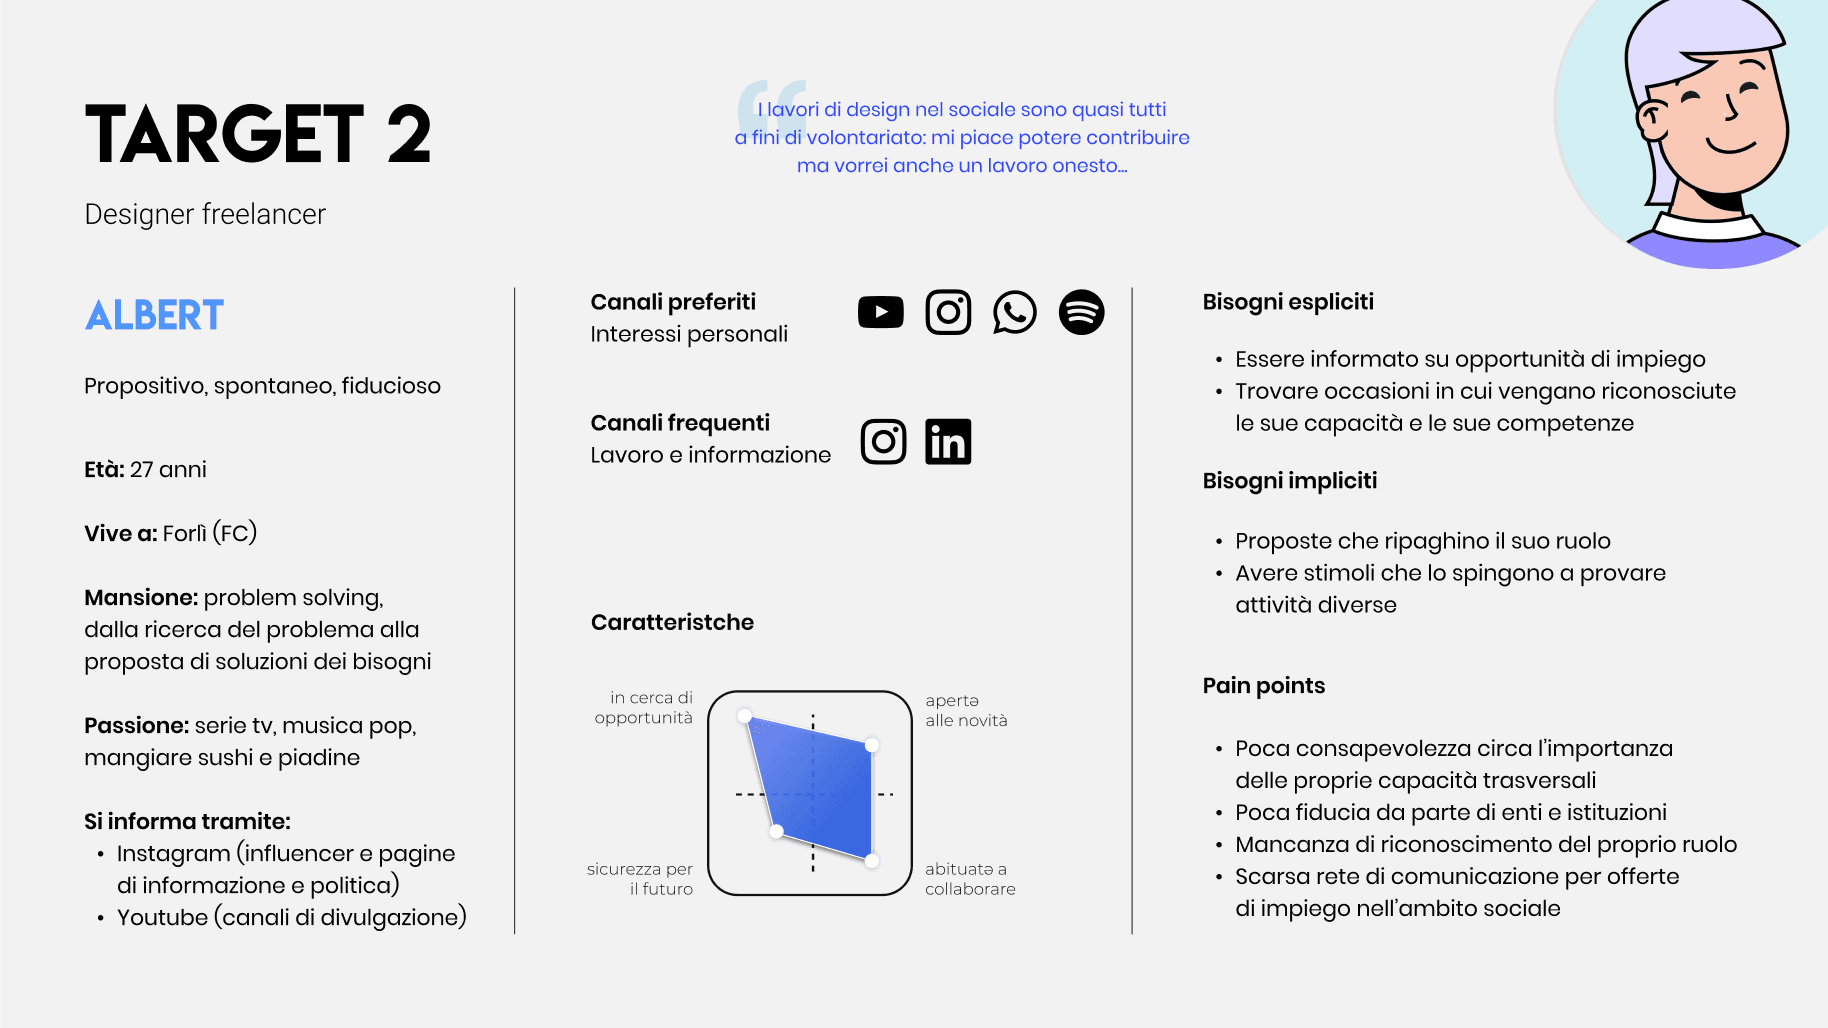 TARGET 2
Designer freelancer
“
I lavori di design nel sociale sono quasi tutti
a fini di volontariato: mi piace potere contribuire
ma vorrei anche un lavoro onesto...
ALBERT
Propositivo, spontaneo, fiducioso
Età: 27 anni
Vive a: Forlì (FC)
Mansione: problem solving,
dalla ricerca del problema alla
proposta di soluzioni dei bisogni
Passione: serie tv, musica pop,
mangiare sushi e piadine
Si informa tramite:
• Instagram (influencer e pagine
di informazione e politica)
• Youtube (canali di divulgazione)
Canali preferiti
Interessi personali
Canali frequenti
Lavoro e informazione
in
Caratteristche
in cerca di
opportunità
apertə
alle novità
sicurezza per
il futuro
abituatə a
collaborare
Bisogni espliciti
• Essere informato su opportunità di impiego
• Trovare occasioni in cui vengano riconosciute
le sue capacità e le sue competenze
Bisogni impliciti
• Proposte che ripaghino il suo ruolo
• Avere stimoli che lo spingono a provare
attività diverse
Pain points
• Poca consapevolezza circa l’importanza
delle proprie capacità trasversali
• Poca fiducia da parte di enti e istituzioni
• Mancanza di riconoscimento del proprio ruolo
• Scarsa rete di comunicazione per offerte
di impiego nell’ambito sociale